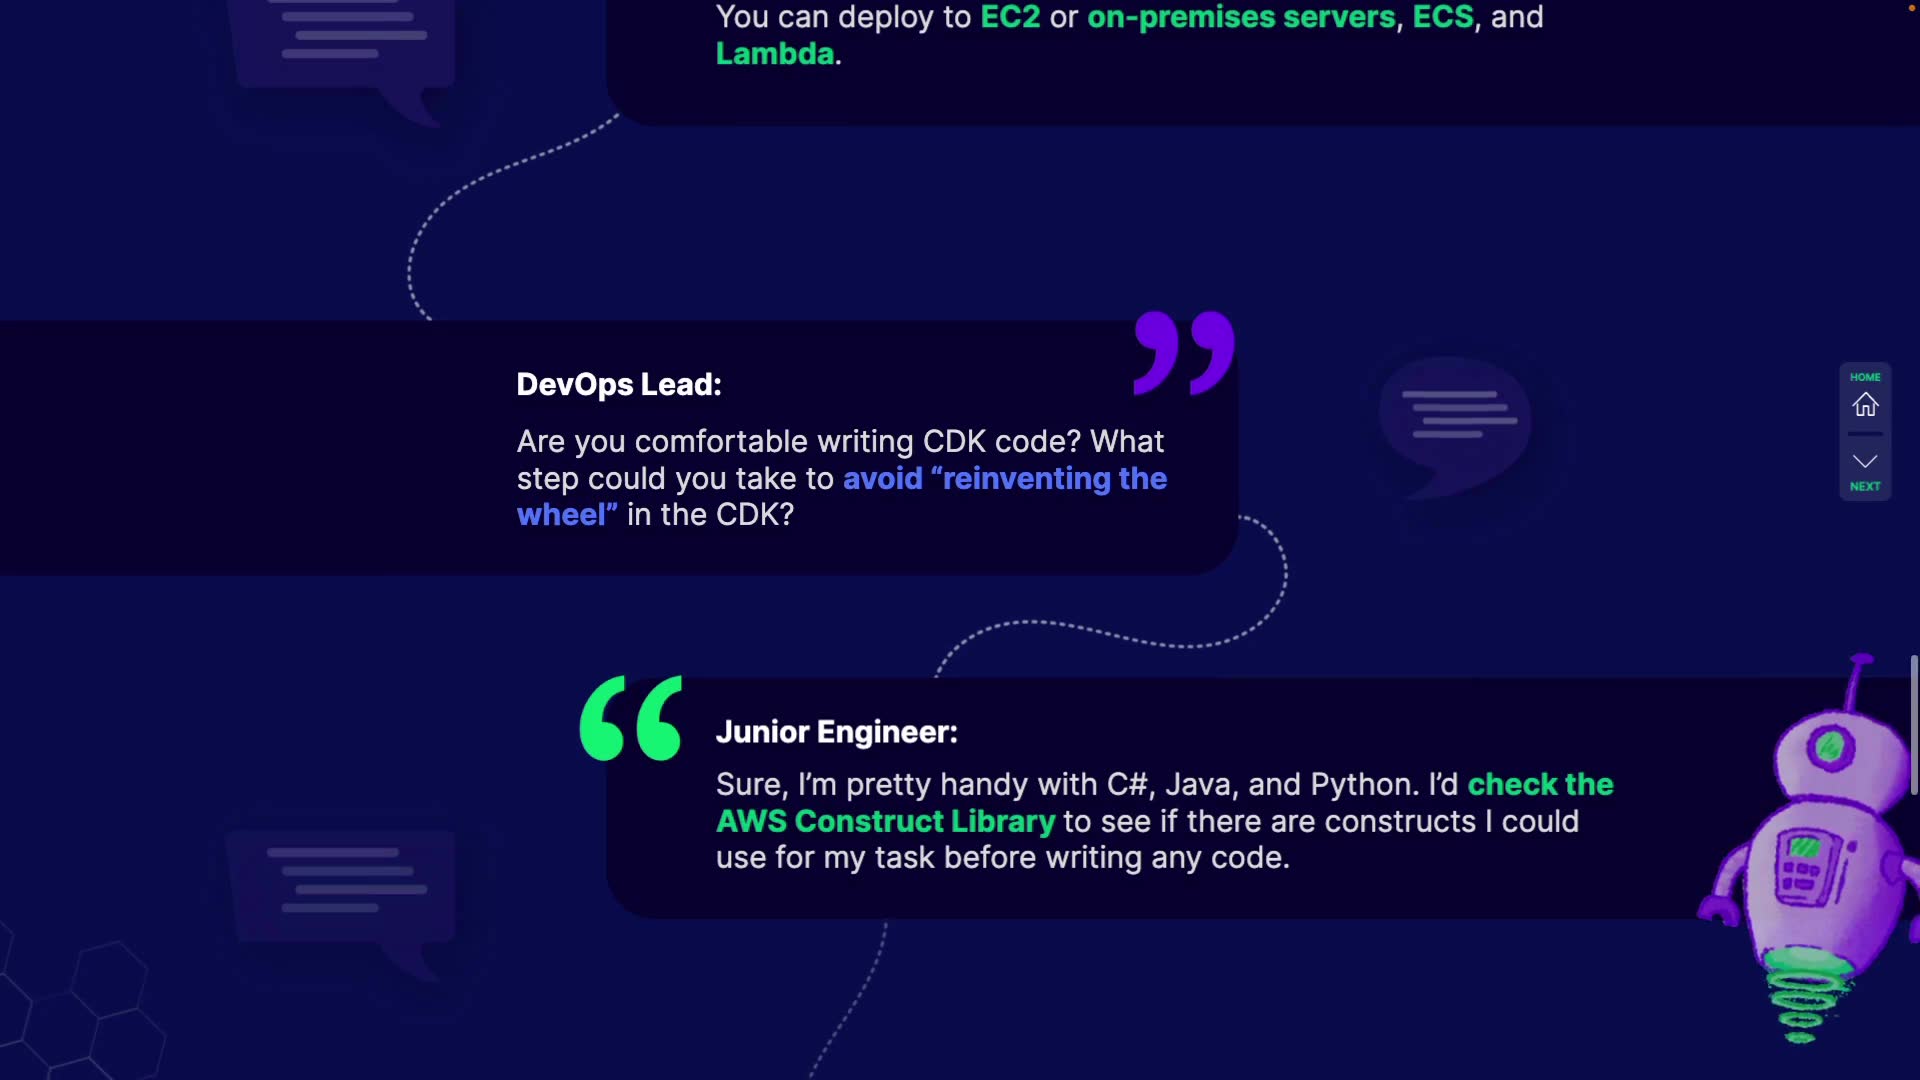 You can deploy to EC2 or on-premises servers, ECS, and
Lambda.
DevOps Lead:
Are you comfortable writing CDK code? What
step could you take to avoid “reinventing the
wheel” in the CDK?
HOME
NEXT
Junior Engineer:
Sure, I’m pretty handy with C#, Java, and Python. I’d check the
AWS Construct Library to see if there are constructs I could
use for my task before writing any code.